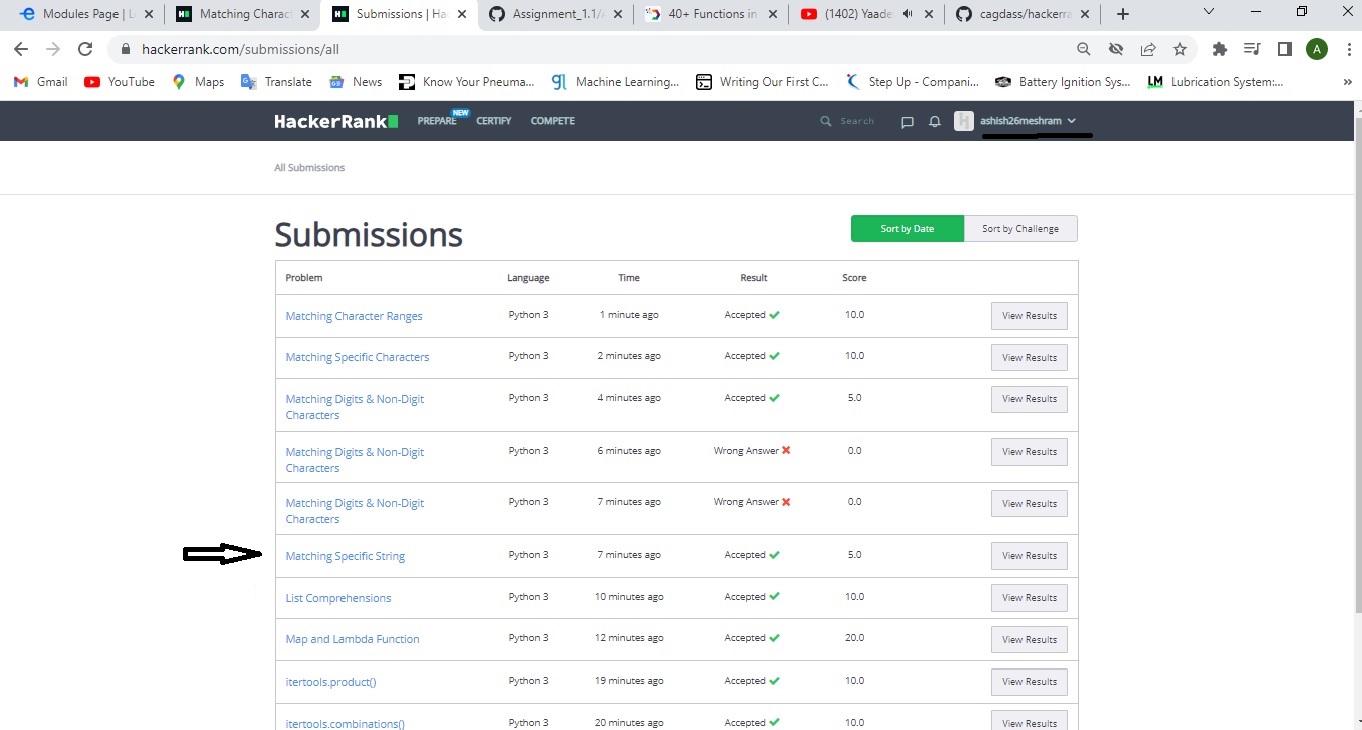 Modules Page | L
Matching Charact
Submissions | Ha
Assignment_1.1/
40+ Functions in
(1402) Yaade
cagdass/hackerra
hackerrank.com/submissions/all
A
Gmail
YouTube
Maps
Translate
News
Know Your Pneuma...
gl
Machine Learning,...
Writing Our First C...
Step Up - Compani...
Battery Ignition Sys...
LM
Lubrication System:...
»
HackerRank
PREPARE
NEW
CERTIFY
COMPETE
Search
H
ashish26meshram
All Submissions
Submissions
Sort by Date
Sort by Challenge
Problem Language Time Result Score
Matching Character Ranges Python 3 1 minute ago Accepted 10.0 View Results
Matching Specific Characters Python 3 2 minutes ago Accepted 10.0 View Results
Matching Digits & Non-Digit Python 3 4 minutes ago Accepted 5.0 View Results
Characters
Matching Digits & Non-Digit Python 3 6 minutes ago Wrong Answer 0.0 View Results
Characters
Matching Digits & Non-Digit Python 3 7 minutes ago Wrong Answer 0.0 View Results
Characters
Matching Specific String Python 3 7 minutes ago Accepted 5.0 View Results
List Comprehensions Python 3 10 minutes ago Accepted 10.0 View Results
Map and Lambda Function Python 3 12 minutes ago Accepted 20.0 View Results
itertools.product() Python 3 19 minutes ago Accepted 10.0 View Results
itertools.combinations() Python 3 20 minutes ago Accepted 10.0 View Results